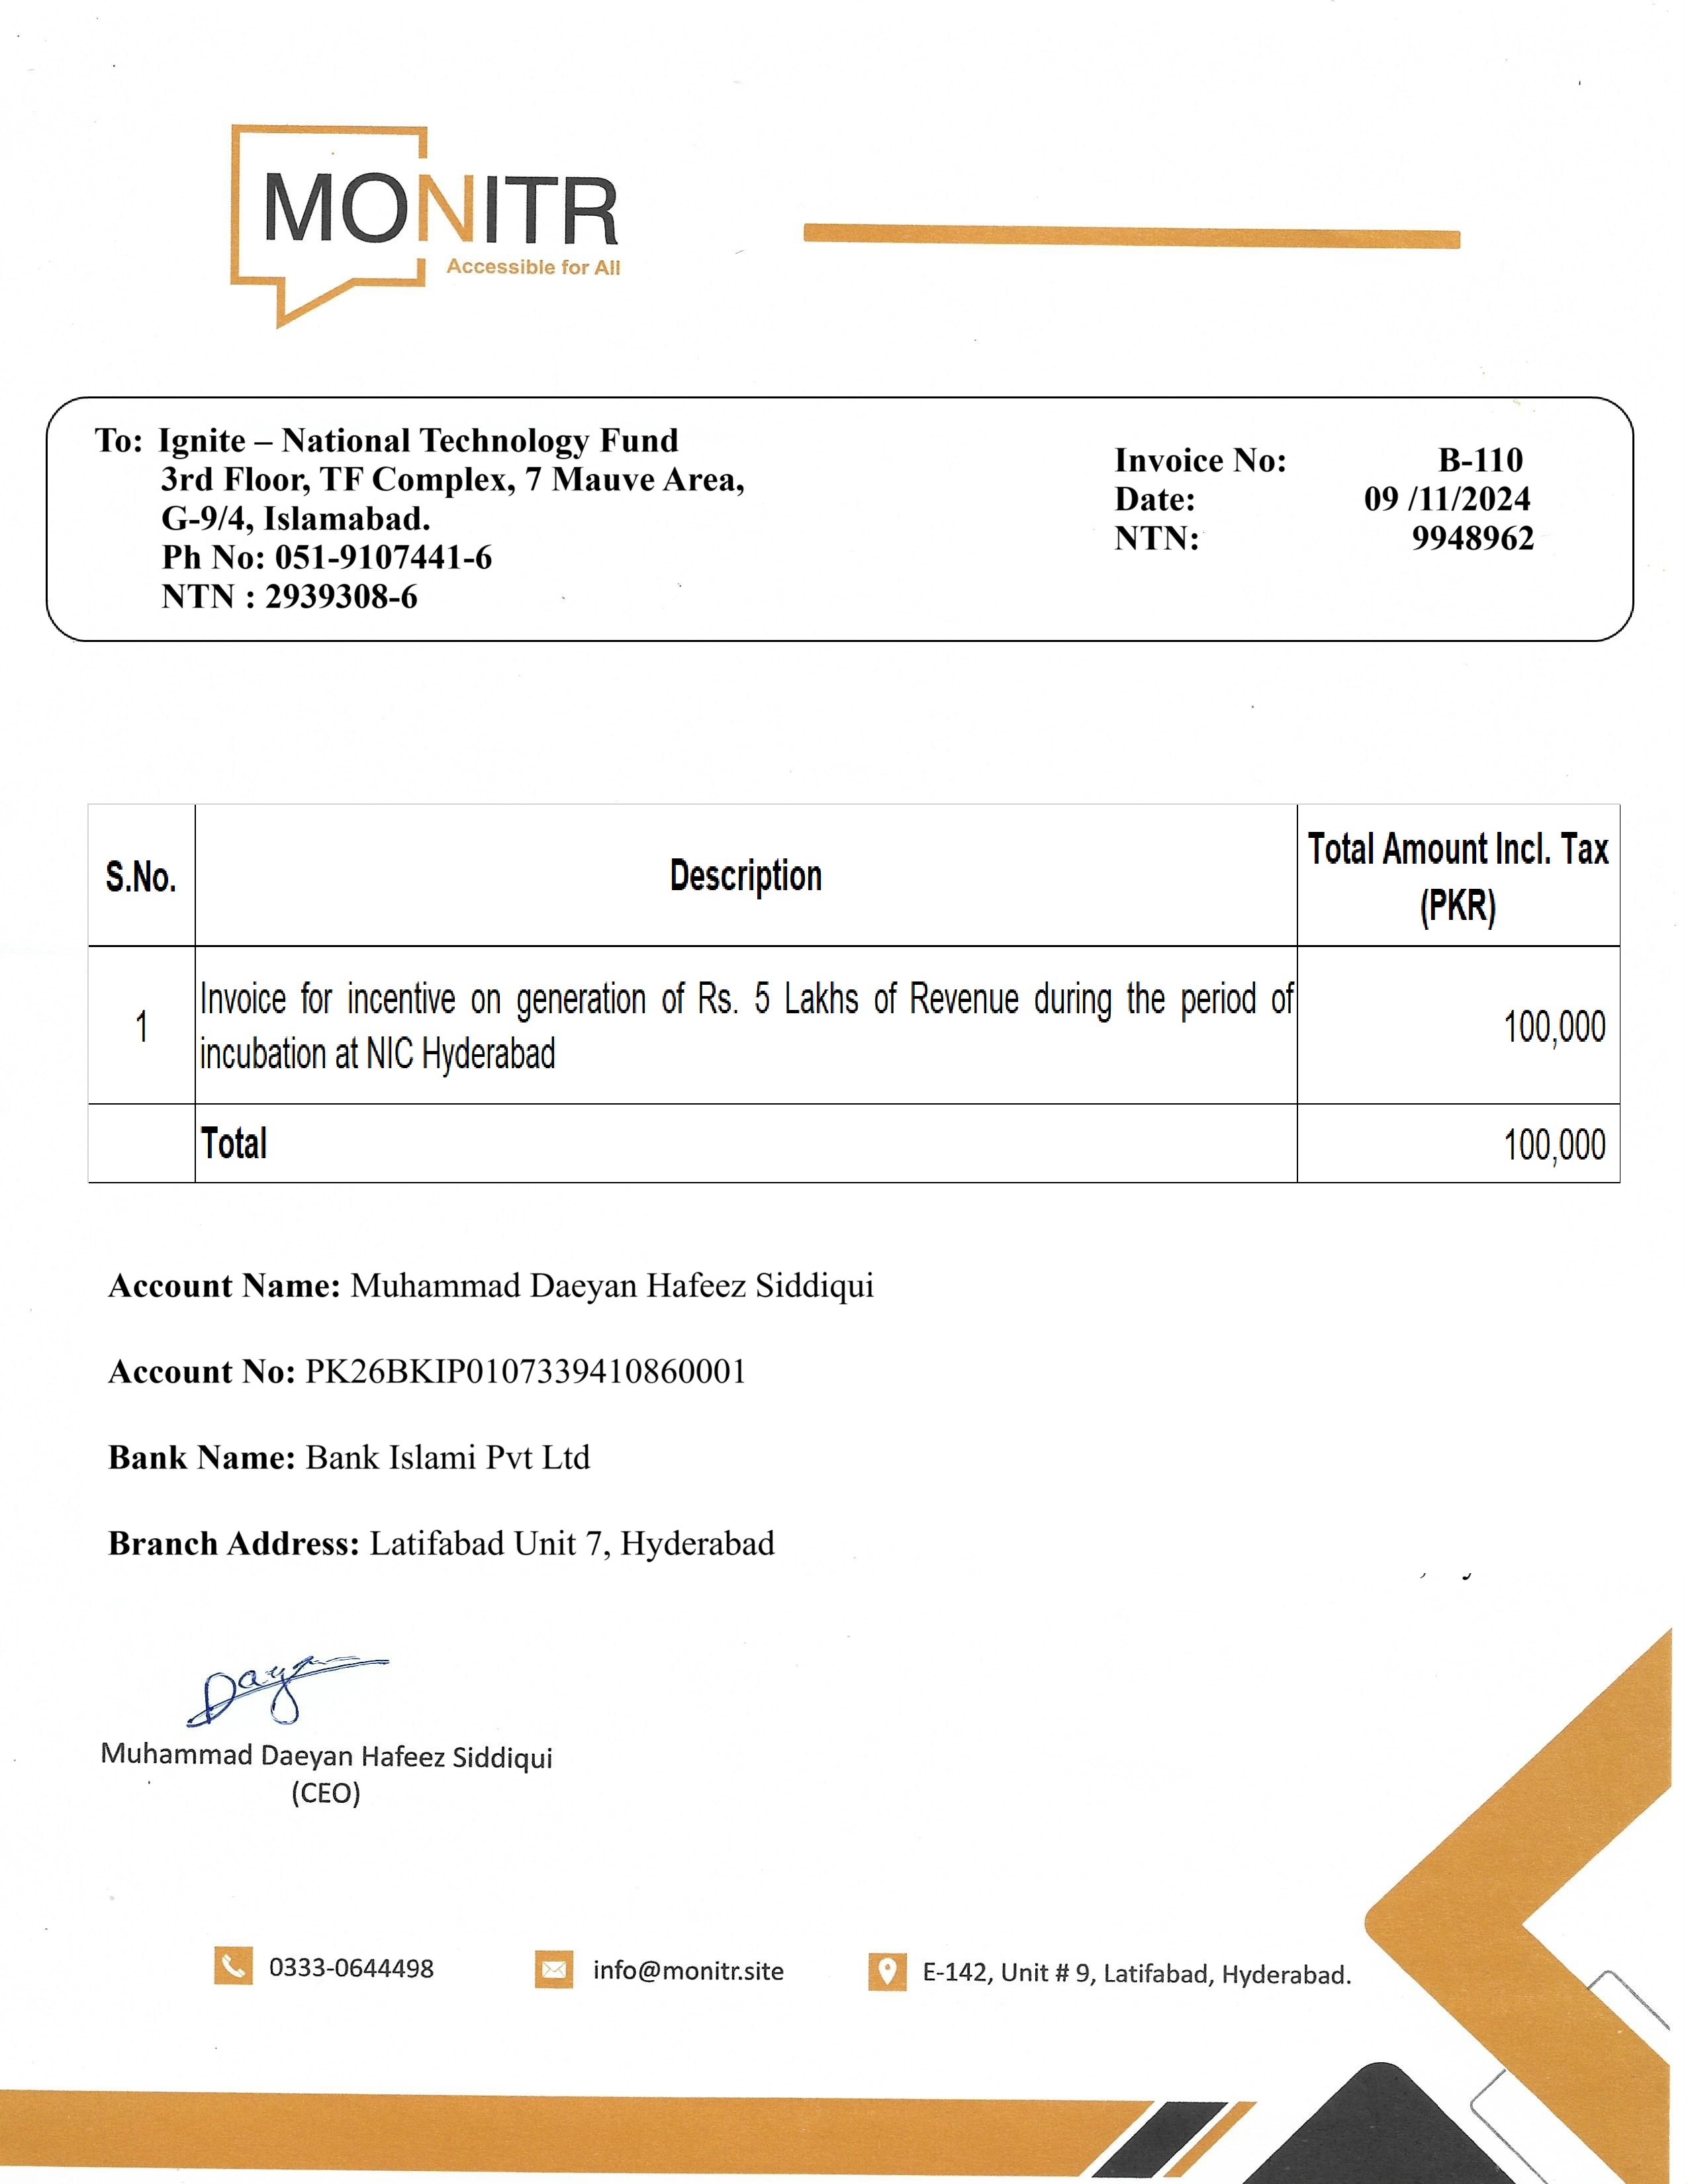 MONITR
Accessible for All
To: Ignite – National Technology Fund
3rd Floor, TF Complex, 7 Mauve Area,
G-9/4, Islamabad.
Ph No: 051-9107441-6
NTN : 2939308-6
Invoice No: B-110
Date: 09 /11/2024
NTN: 9948962
S.No. Description Total Amount Incl. Tax
(PKR)
1 Invoice for incentive on generation of Rs. 5 Lakhs of Revenue during the period of 100,000
incubation at NIC Hyderabad
Total 100,000
Account Name: Muhammad Daeyan Hafeez Siddiqui
Account No: PK26BKIP0107339410860001
Bank Name: Bank Islami Pvt Ltd
Branch Address: Latifabad Unit 7, Hyderabad
Muhammad Daeyan Hafeez Siddiqui
(CEO)
0333-0644498 info@monitr.site E-142, Unit # 9, Latifabad, Hyderabad.